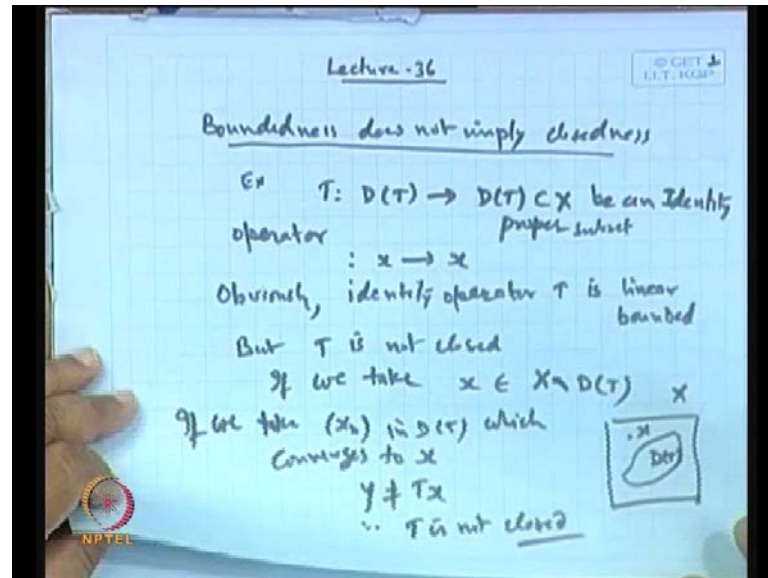 Lecture-36
© CET
I.I.T. KGP
Boundedness does not imply closedness
Ex T: D(T) → D(T) ⊂ X be an Identity
operator proper subset
: x → x
Obviously, identity operator T is linear
bounded
But T is not closed
If we take x ∈ X \ D(T) X
If we take (xn) in D(T) which
converges to x
.x
D(T)
y ≠ Tx
∴ T is not closed
NPTEL